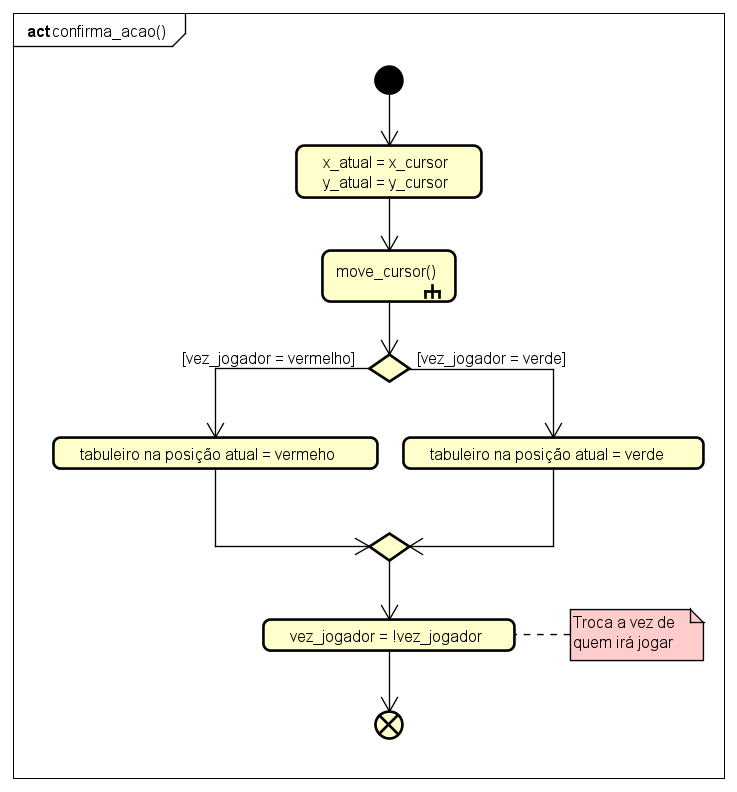 act confirma_acao()
x_atual = x_cursor
y_atual = y_cursor
move_cursor()
[vez_jogador = vermelho]
[vez_jogador = verde]
tabuleiro na posição atual = vermeho
tabuleiro na posição atual = verde
vez_jogador = !vez_jogador
Troca a vez de
quem irá jogar